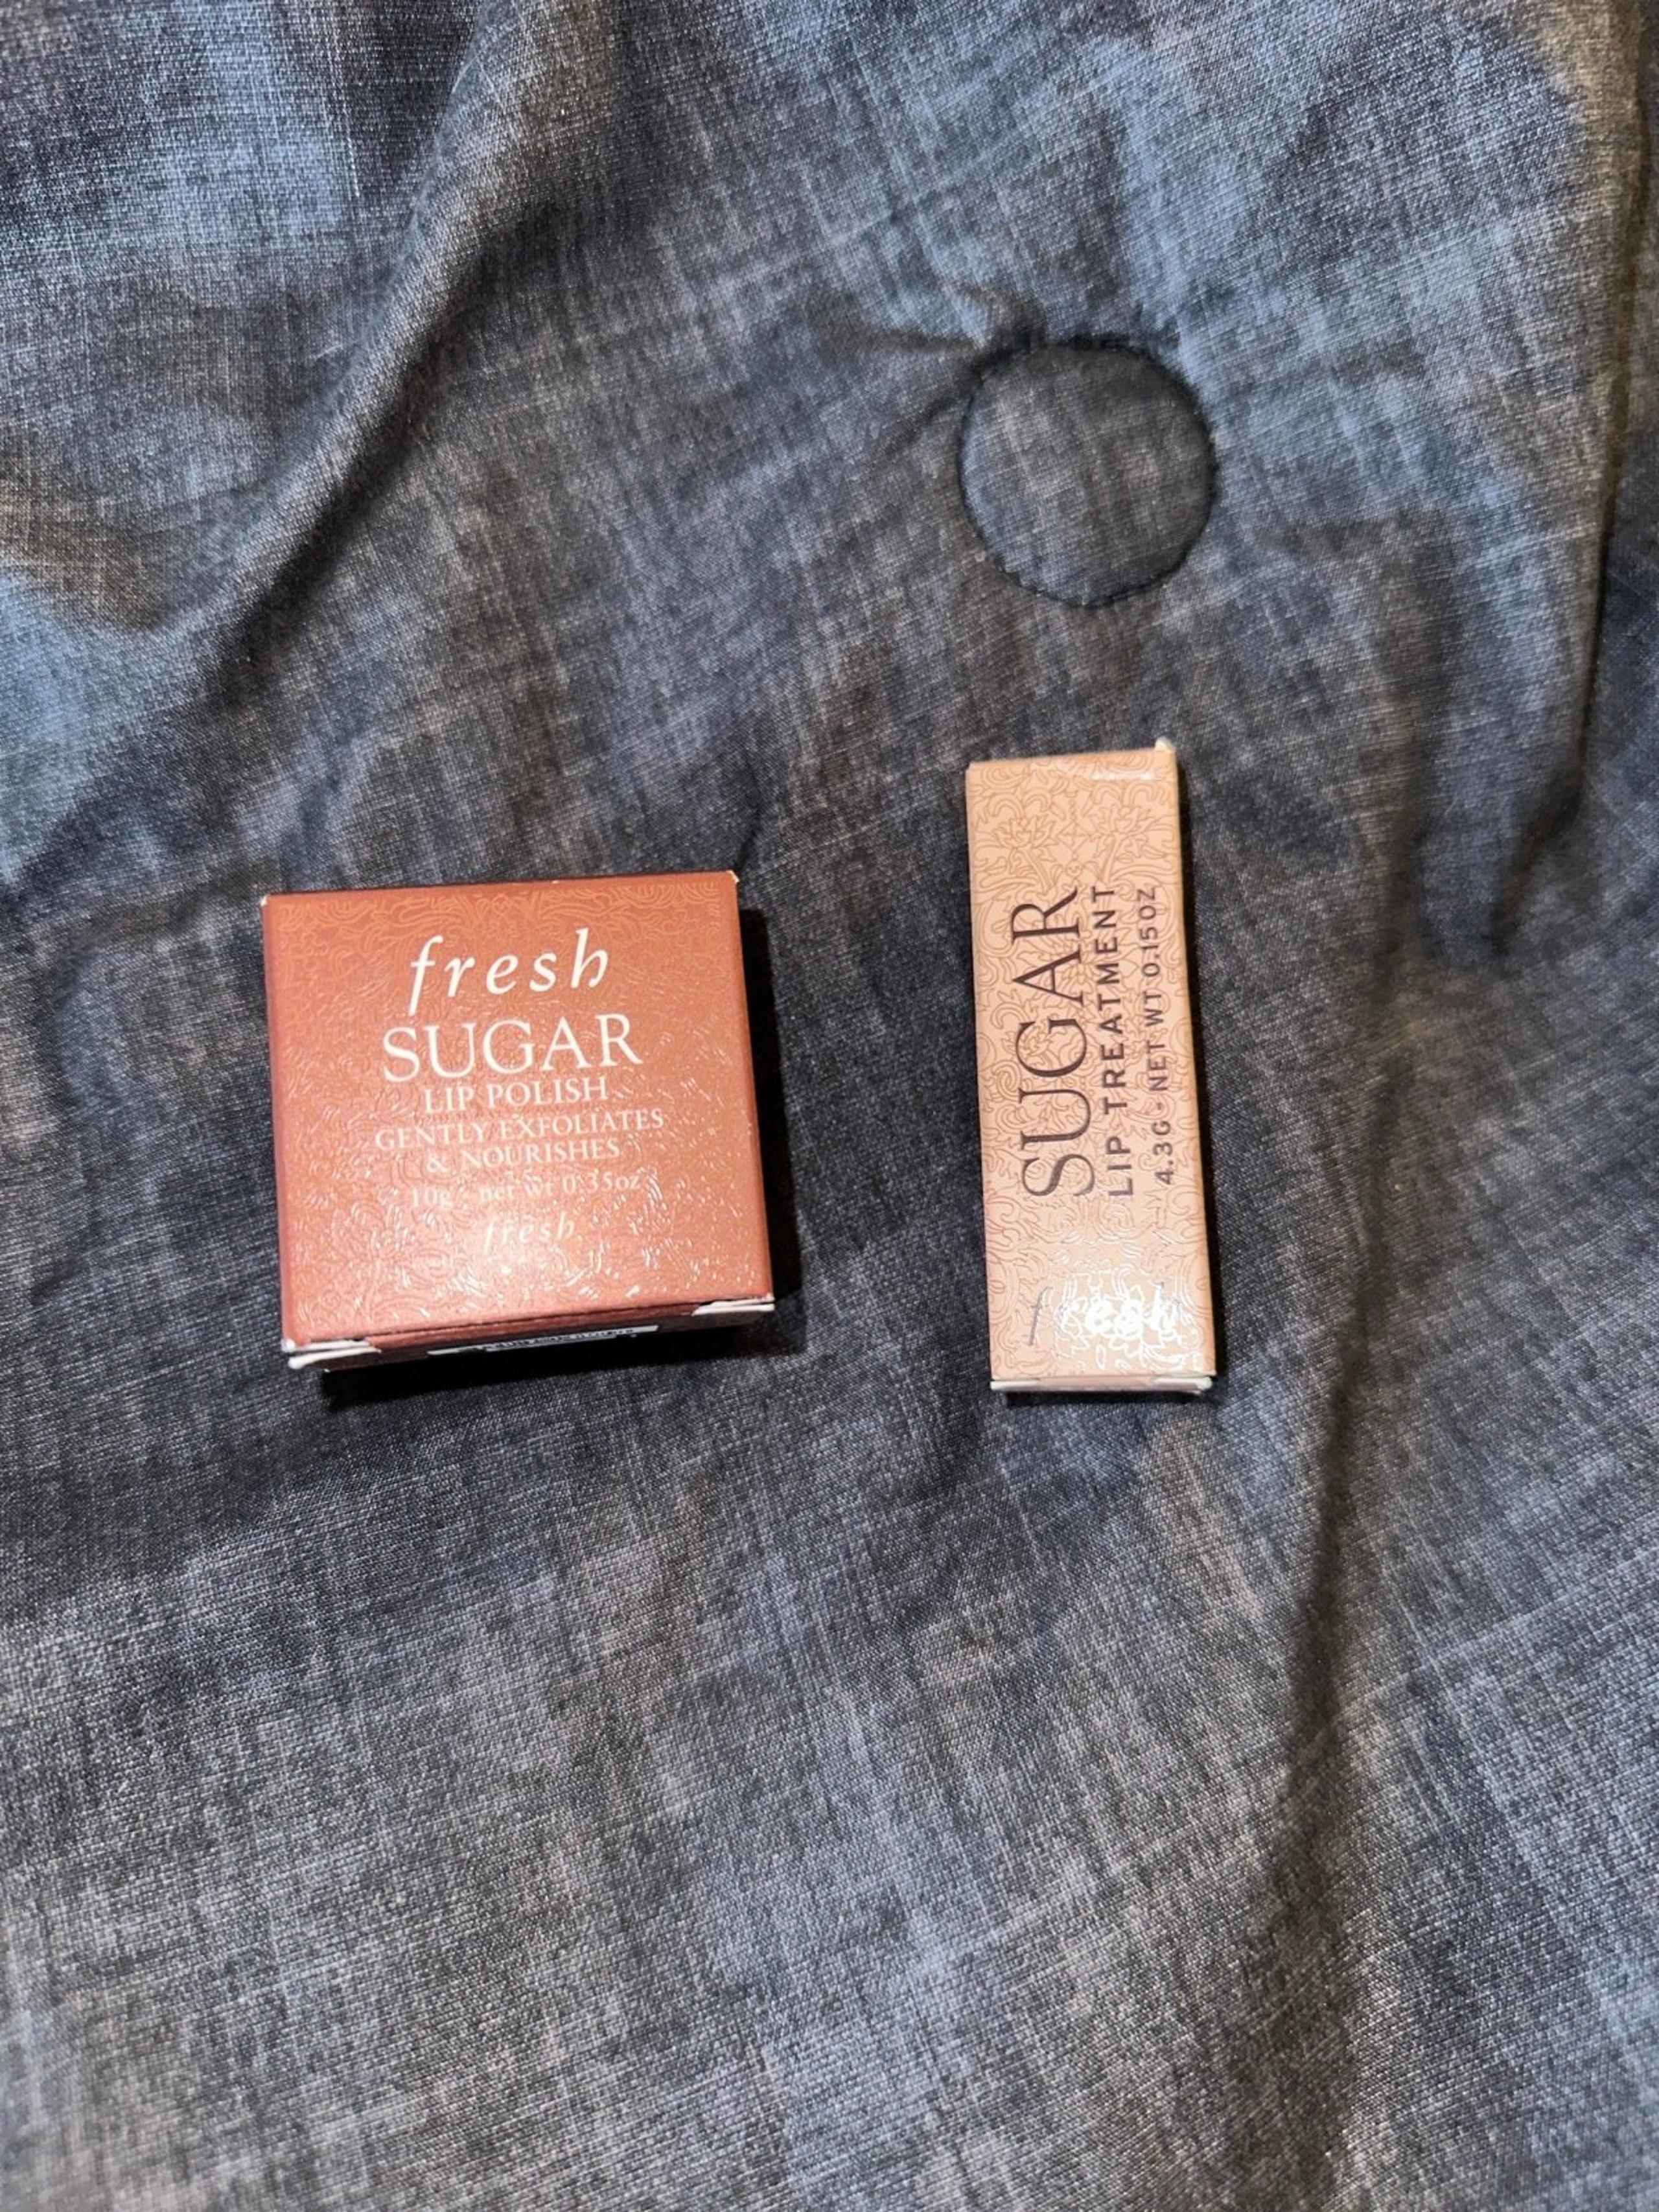 fresh
SUGAR
LIP POLISH
GENTLY EXFOLIATES
& NOURISHES
10g - net wt 0.35oz
fresh
SUGAR
LIP TREATMENT
4.3G - NET WT 0.15OZ
fresh